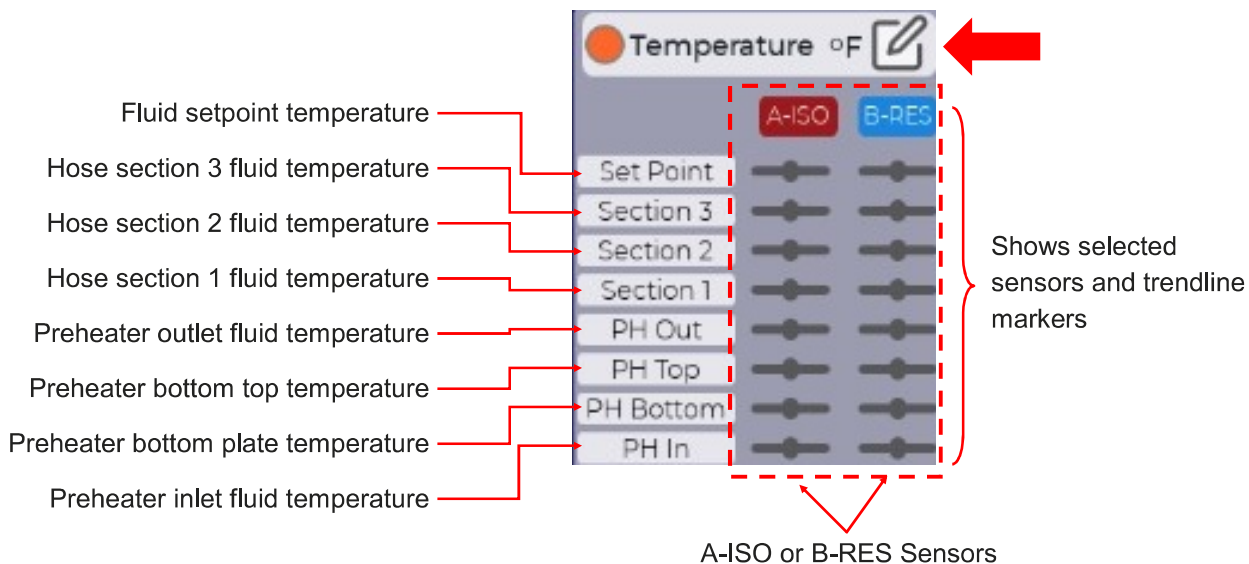 Temperature °F
A-ISO B-RES
Fluid setpoint temperature
Set Point
Hose section 3 fluid temperature
Section 3
Hose section 2 fluid temperature
Section 2
Hose section 1 fluid temperature
Section 1
Preheater outlet fluid temperature
PH Out
Preheater bottom top temperature
PH Top
Preheater bottom plate temperature
PH Bottom
Preheater inlet fluid temperature
PH In
Shows selected
sensors and trendline
markers
A-ISO or B-RES Sensors